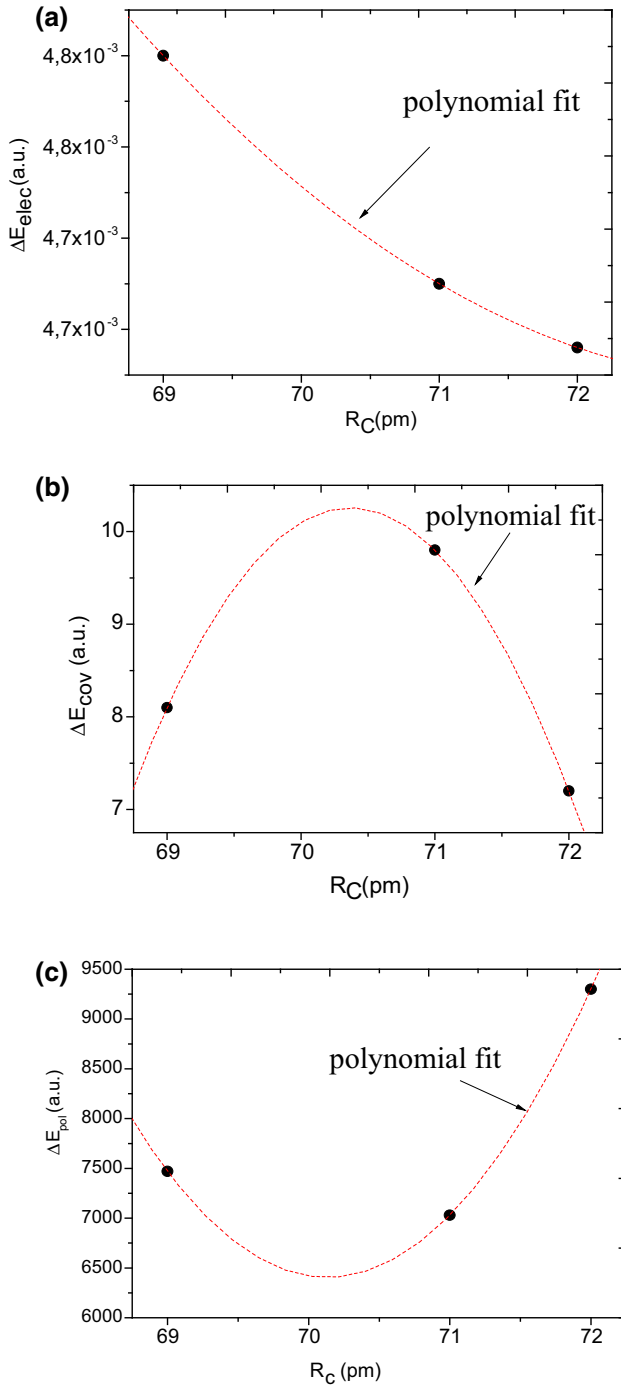 (a)
4,8x10⁻³
4,8x10⁻³
4,7x10⁻³
4,7x10⁻³
ΔE_elec (a.u.)
polynomial fit
69 70 71 72
R_C(pm)
(b)
10
8
7
ΔE_cov (a.u.)
polynomial fit
69 70 71 72
R_C(pm)
(c)
9500
9000
8500
8000
7500
7000
6500
6000
ΔE_pol (a.u.)
polynomial fit
69 70 71 72
R_c (pm)